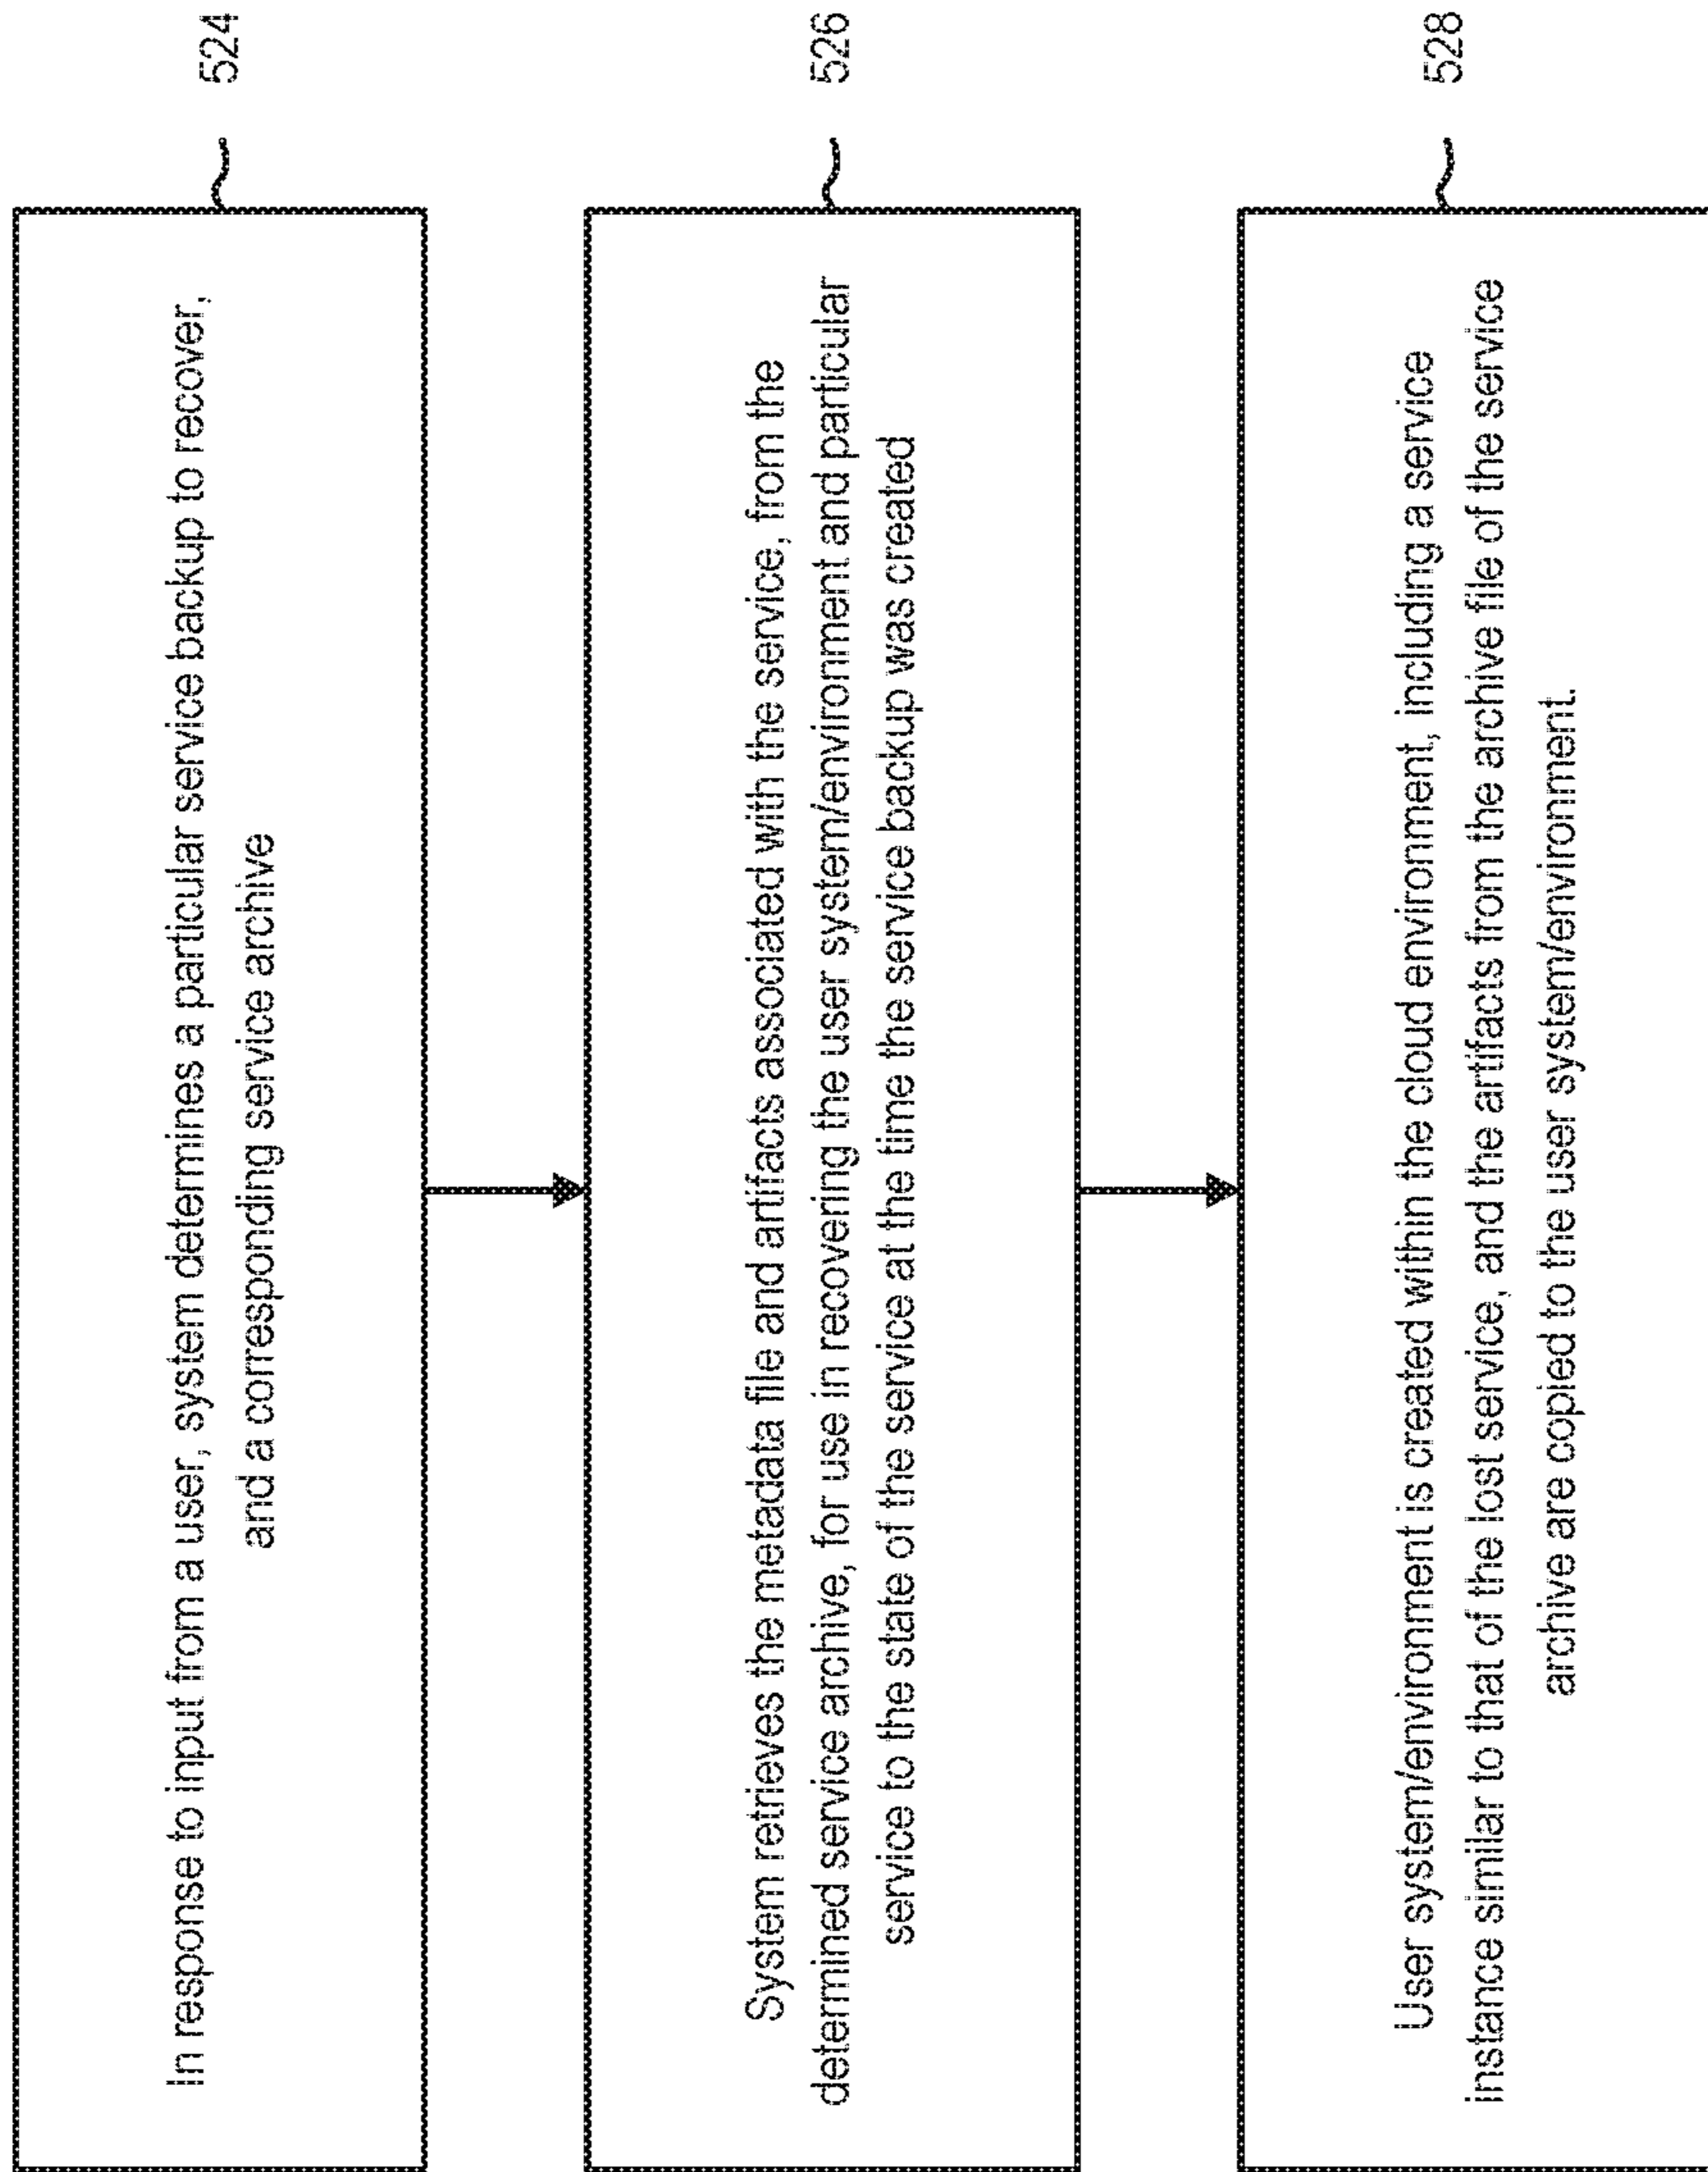 In response to input from a user, system determines a particular service backup to recover,
and a corresponding service archive
524
System retrieves the metadata file and artifacts associated with the service, from the
determined service archive, for use in recovering the user system/environment and particular
service to the state of the service at the time the service backup was created
526
User system/environment is created within the cloud environment, including a service
instance similar to that of the lost service, and the artifacts from the archive file of the service
archive are copied to the user system/environment.
528